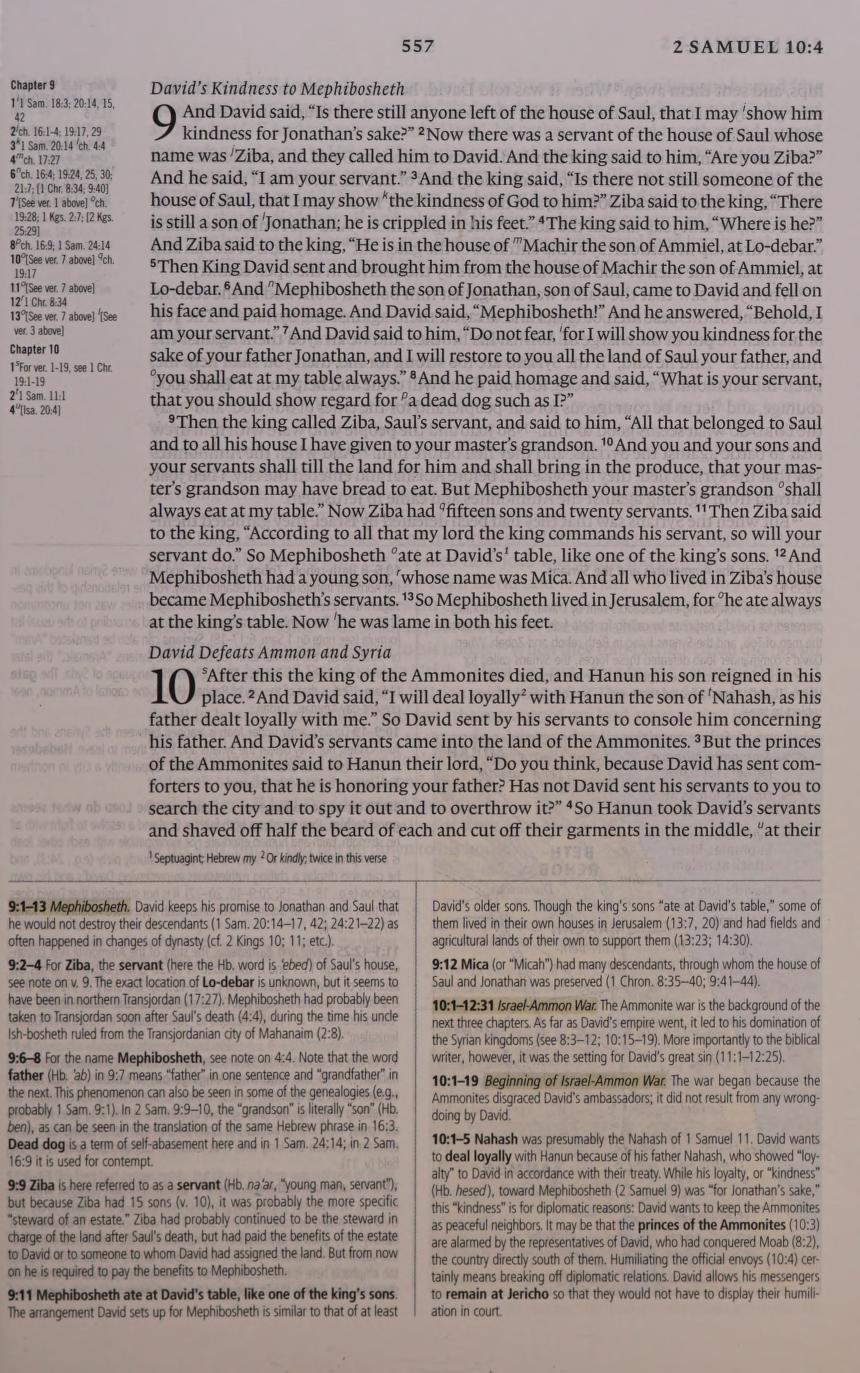 557
2 SAMUEL 10:4
Chapter 9
1 i 1 Sam. 18:3; 20:14, 15,
42
2 j ch. 16:1-4; 19:17, 29
3 k 1 Sam. 20:14 l ch. 4:4
4 m ch. 17:27
6 n ch. 16:4; 19:24, 25, 30;
21:7; [1 Chr. 8:34; 9:40]
7 i [See ver. 1 above] o ch.
19:28; 1 Kgs. 2:7; [2 Kgs.
25:29]
8 p ch. 16:9; 1 Sam. 24:14
10 o [See ver. 7 above] q ch.
19:17
11 o [See ver. 7 above]
12 r 1 Chr. 8:34
13 o [See ver. 7 above] l [See
ver. 3 above]
Chapter 10
1 s For ver. 1-19, see 1 Chr.
19:1-19
2 t 1 Sam. 11:1
4 u [Isa. 20:4]
David's Kindness to Mephibosheth
9 And David said, “Is there still anyone left of the house of Saul, that I may i show him
kindness for Jonathan's sake?” 2 Now there was a servant of the house of Saul whose
name was j Ziba, and they called him to David. And the king said to him, “Are you Ziba?”
And he said, “I am your servant.” 3 And the king said, “Is there not still someone of the
house of Saul, that I may show k the kindness of God to him?” Ziba said to the king, “There
is still a son of l Jonathan; he is crippled in his feet.” 4 The king said to him, “Where is he?”
And Ziba said to the king, “He is in the house of m Machir the son of Ammiel, at Lo-debar.”
5 Then King David sent and brought him from the house of Machir the son of Ammiel, at
Lo-debar. 6 And n Mephibosheth the son of Jonathan, son of Saul, came to David and fell on
his face and paid homage. And David said, “Mephibosheth!” And he answered, “Behold, I
am your servant.” 7 And David said to him, “Do not fear, i for I will show you kindness for the
sake of your father Jonathan, and I will restore to you all the land of Saul your father, and
o you shall eat at my table always.” 8 And he paid homage and said, “What is your servant,
that you should show regard for p a dead dog such as I?”
9 Then the king called Ziba, Saul's servant, and said to him, “All that belonged to Saul
and to all his house I have given to your master's grandson. 10 And you and your sons and
your servants shall till the land for him and shall bring in the produce, that your mas-
ter's grandson may have bread to eat. But Mephibosheth your master's grandson o shall
always eat at my table.” Now Ziba had q fifteen sons and twenty servants. 11 Then Ziba said
to the king, “According to all that my lord the king commands his servant, so will your
servant do.” So Mephibosheth o ate at David's 1 table, like one of the king's sons. 12 And
Mephibosheth had a young son, r whose name was Mica. And all who lived in Ziba's house
became Mephibosheth's servants. 13 So Mephibosheth lived in Jerusalem, for o he ate always
at the king's table. Now l he was lame in both his feet.
David Defeats Ammon and Syria
10 s After this the king of the Ammonites died, and Hanun his son reigned in his
place. 2 And David said, “I will deal loyally 2 with Hanun the son of t Nahash, as his
father dealt loyally with me.” So David sent by his servants to console him concerning
his father. And David's servants came into the land of the Ammonites. 3 But the princes
of the Ammonites said to Hanun their lord, “Do you think, because David has sent com-
forters to you, that he is honoring your father? Has not David sent his servants to you to
search the city and to spy it out and to overthrow it?” 4 So Hanun took David's servants
and shaved off half the beard of each and cut off their garments in the middle, u at their
1 Septuagint; Hebrew my 2 Or kindly; twice in this verse
9:1–13 Mephibosheth. David keeps his promise to Jonathan and Saul that
he would not destroy their descendants (1 Sam. 20:14–17, 42; 24:21–22) as
often happened in changes of dynasty (cf. 2 Kings 10; 11; etc.).
9:2–4 For Ziba, the servant (here the Hb. word is ‘ebed) of Saul's house,
see note on v. 9. The exact location of Lo-debar is unknown, but it seems to
have been in northern Transjordan (17:27). Mephibosheth had probably been
taken to Transjordan soon after Saul's death (4:4), during the time his uncle
Ish-bosheth ruled from the Transjordanian city of Mahanaim (2:8).
9:6–8 For the name Mephibosheth, see note on 4:4. Note that the word
father (Hb. ’ab) in 9:7 means “father” in one sentence and “grandfather” in
the next. This phenomenon can also be seen in some of the genealogies (e.g.,
probably 1 Sam. 9:1). In 2 Sam. 9:9–10, the “grandson” is literally “son” (Hb.
ben), as can be seen in the translation of the same Hebrew phrase in 16:3.
Dead dog is a term of self-abasement here and in 1 Sam. 24:14; in 2 Sam.
16:9 it is used for contempt.
9:9 Ziba is here referred to as a servant (Hb. na‘ar, “young man, servant”),
but because Ziba had 15 sons (v. 10), it was probably the more specific
“steward of an estate.” Ziba had probably continued to be the steward in
charge of the land after Saul's death, but had paid the benefits of the estate
to David or to someone to whom David had assigned the land. But from now
on he is required to pay the benefits to Mephibosheth.
9:11 Mephibosheth ate at David's table, like one of the king's sons.
The arrangement David sets up for Mephibosheth is similar to that of at least
David's older sons. Though the king's sons “ate at David's table,” some of
them lived in their own houses in Jerusalem (13:7, 20) and had fields and
agricultural lands of their own to support them (13:23; 14:30).
9:12 Mica (or “Micah”) had many descendants, through whom the house of
Saul and Jonathan was preserved (1 Chron. 8:35–40; 9:41–44).
10:1–12:31 Israel-Ammon War. The Ammonite war is the background of the
next three chapters. As far as David's empire went, it led to his domination of
the Syrian kingdoms (see 8:3–12; 10:15–19). More importantly to the biblical
writer, however, it was the setting for David's great sin (11:1–12:25).
10:1–19 Beginning of Israel-Ammon War. The war began because the
Ammonites disgraced David's ambassadors; it did not result from any wrong-
doing by David.
10:1–5 Nahash was presumably the Nahash of 1 Samuel 11. David wants
to deal loyally with Hanun because of his father Nahash, who showed “loy-
alty” to David in accordance with their treaty. While his loyalty, or “kindness”
(Hb. hesed), toward Mephibosheth (2 Samuel 9) was “for Jonathan's sake,”
this “kindness” is for diplomatic reasons: David wants to keep the Ammonites
as peaceful neighbors. It may be that the princes of the Ammonites (10:3)
are alarmed by the representatives of David, who had conquered Moab (8:2),
the country directly south of them. Humiliating the official envoys (10:4) cer-
tainly means breaking off diplomatic relations. David allows his messengers
to remain at Jericho so that they would not have to display their humili-
ation in court.